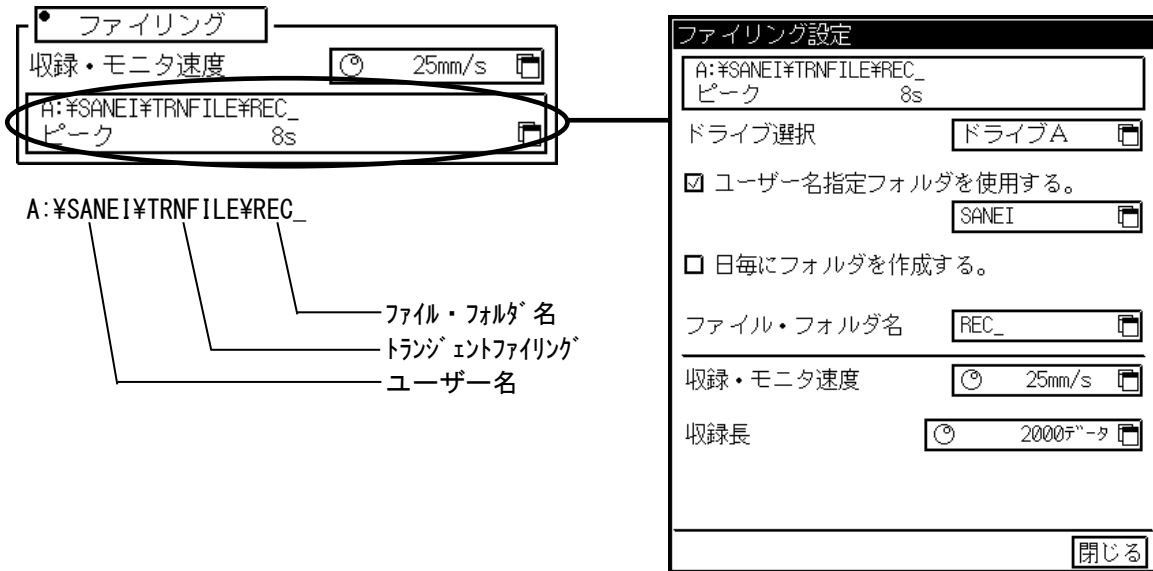 ファイリング
収録・モニタ速度 25mm/s
A:¥SANEI¥TRNFILE¥REC_
ピーク 8s
A:¥SANEI¥TRNFILE¥REC_
ファイル・フォルダ名
トランジェントファイリング
ユーザー名
ファイリング設定
A:¥SANEI¥TRNFILE¥REC_
ピーク 8s
ドライブ選択 ドライブA
☑ ユーザー名指定フォルダを使用する。
SANEI
□ 日毎にフォルダを作成する。
ファイル・フォルダ名 REC_
収録・モニタ速度 25mm/s
収録長 2000データ
閉じる